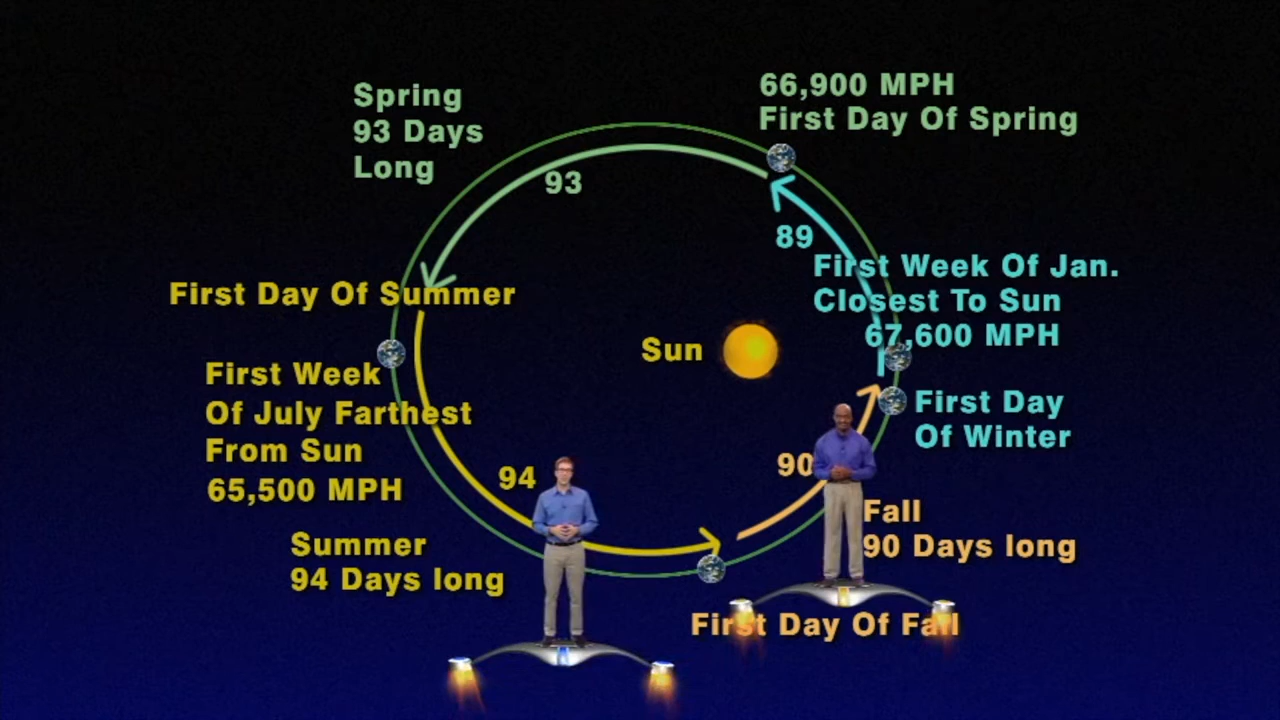 Spring
93 Days
Long
66,900 MPH
First Day Of Spring
93
89
First Week Of Jan.
Closest To Sun
67,600 MPH
First Day Of Summer
Sun
First Week
Of July Farthest
From Sun
65,500 MPH
First Day
Of Winter
94
90
Summer
94 Days long
Fall
90 Days long
First Day Of Fall